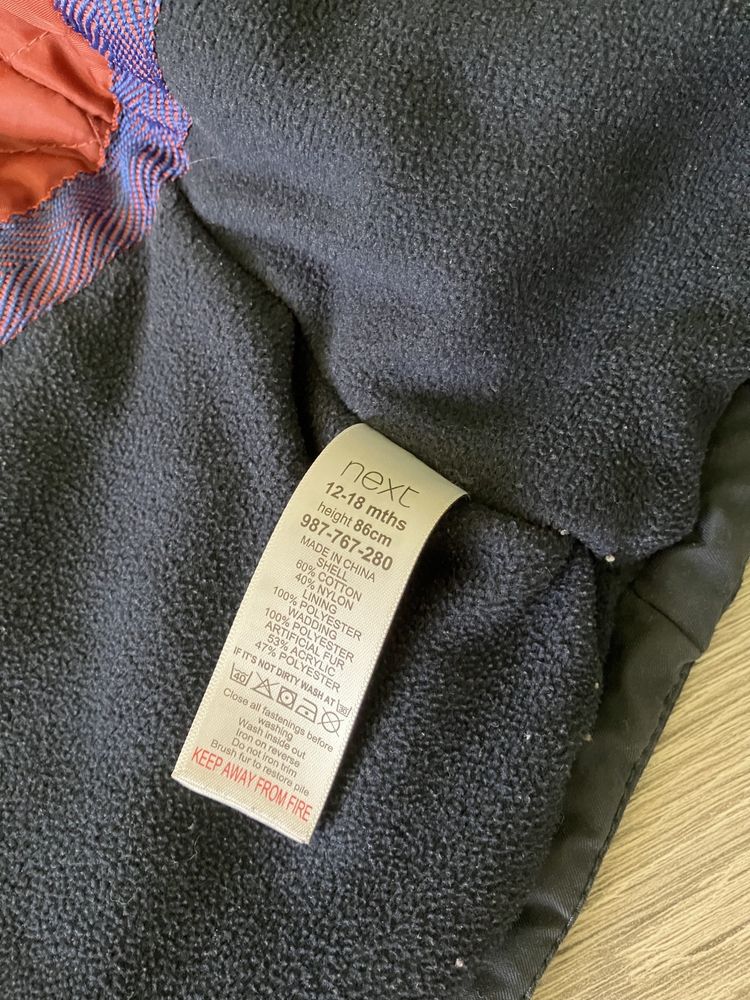 next
12-18 mths
height 86cm
987-767-280
MADE IN CHINA
SHELL
60% COTTON
40% NYLON
LINING
100% POLYESTER
WADDING
100% POLYESTER
ARTIFICIAL FUR
53% ACRYLIC
47% POLYESTER
IF IT'S NOT DIRTY WASH AT 30
40
Close all fastenings before
washing
Wash inside out
Iron on reverse
Do not iron trim
Brush fur to restore pile
KEEP AWAY FROM FIRE